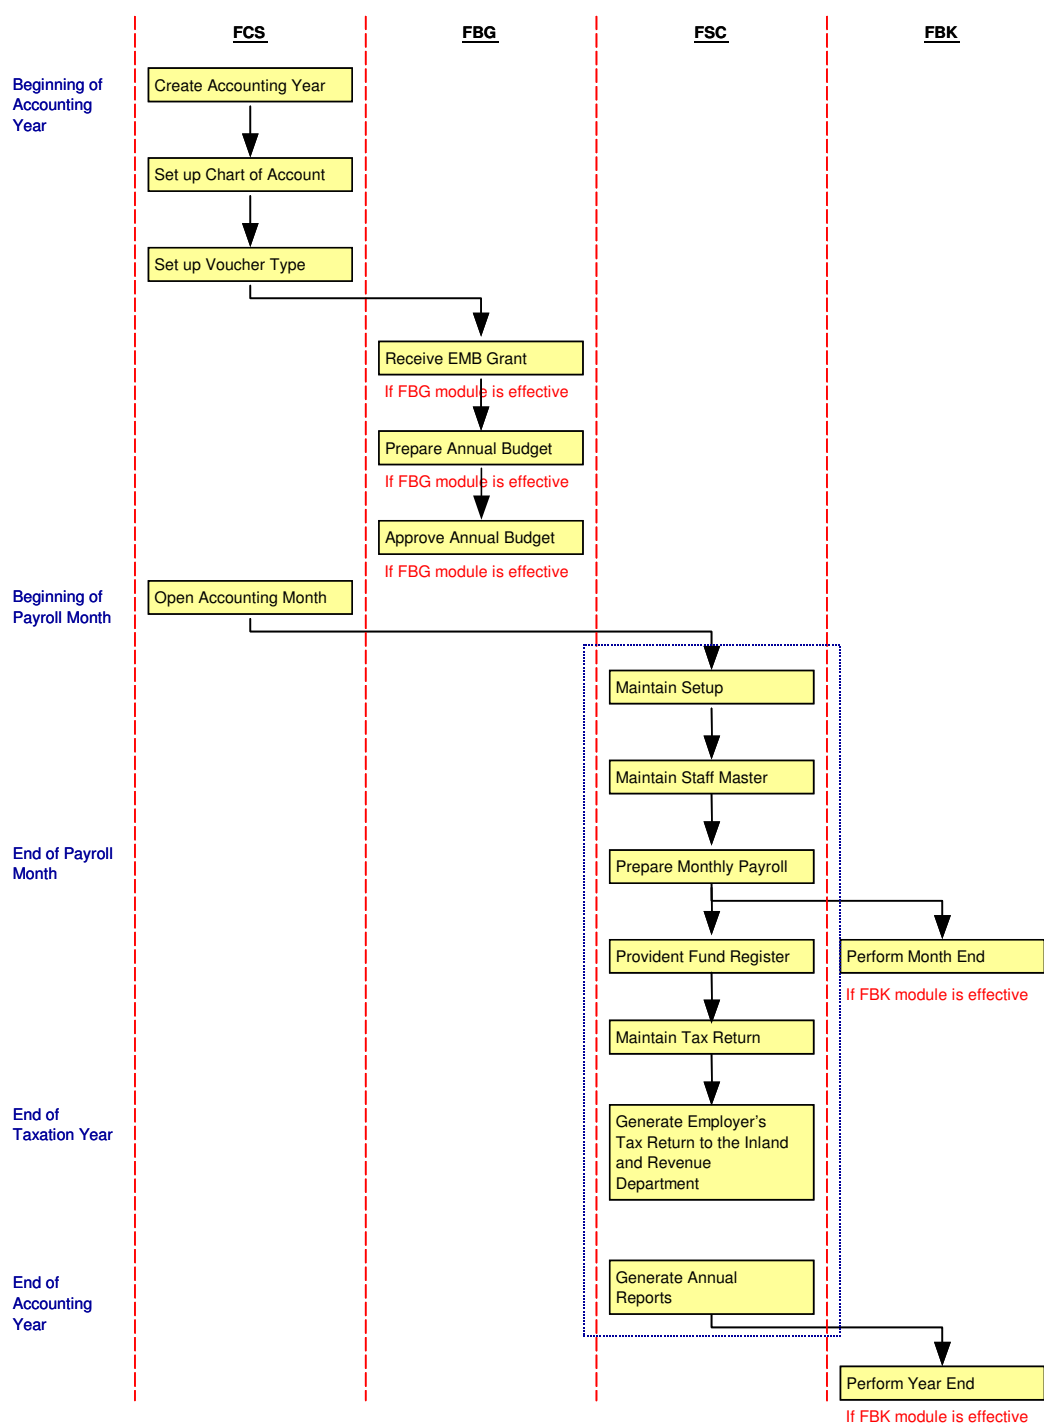 FCS FBG FSC FBK
Beginning of
Accounting
Year
Create Accounting Year
Set up Chart of Account
Set up Voucher Type
Receive EMB Grant
If FBG module is effective
Prepare Annual Budget
If FBG module is effective
Approve Annual Budget
If FBG module is effective
Beginning of
Payroll Month
Open Accounting Month
Maintain Setup
Maintain Staff Master
End of Payroll
Month
Prepare Monthly Payroll
Provident Fund Register
Perform Month End
If FBK module is effective
Maintain Tax Return
End of
Taxation Year
Generate Employer’s
Tax Return to the Inland
and Revenue
Department
End of
Accounting
Year
Generate Annual
Reports
Perform Year End
If FBK module is effective